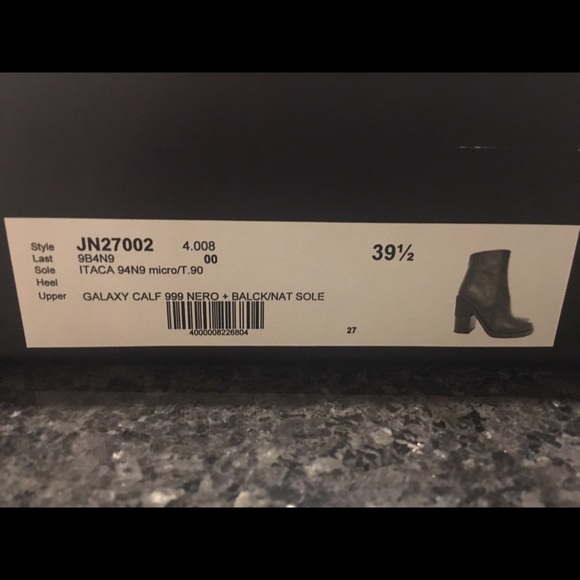 Style JN27002 4.008 39½
Last 9B4N9 00
Sole ITACA 94N9 micro/T.90
Heel
Upper GALAXY CALF 999 NERO + BALCK/NAT SOLE
4000008226804
27